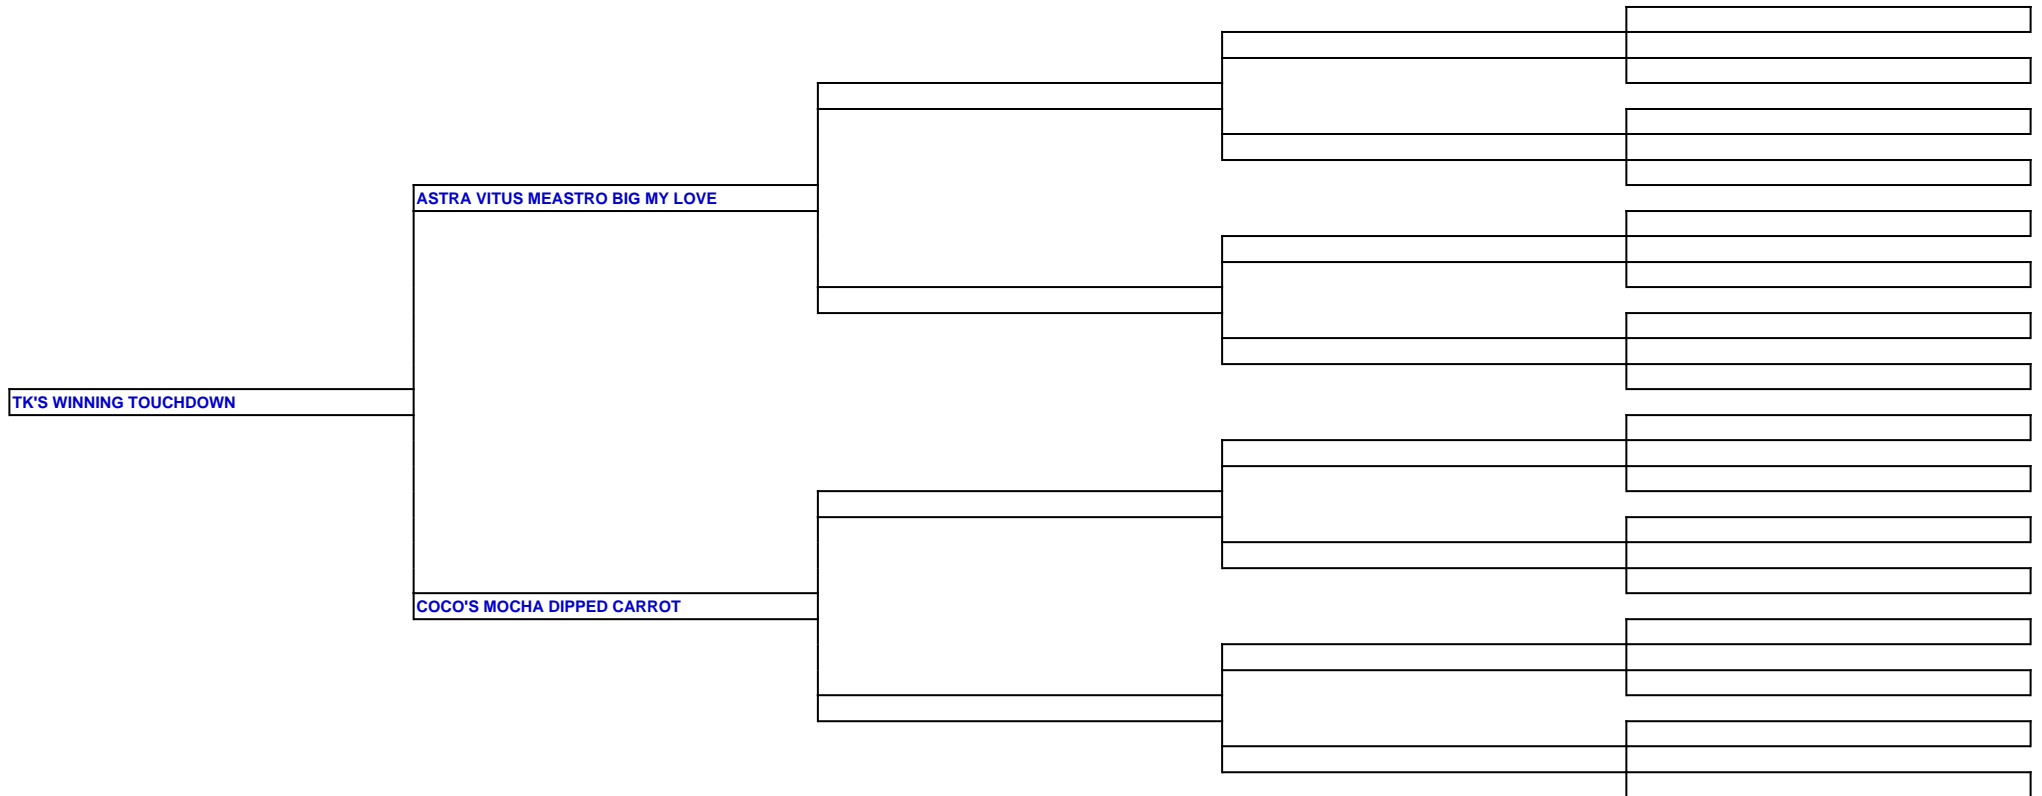 ASTRA VITUS MEASTRO BIG MY LOVE
TK'S WINNING TOUCHDOWN
COCO'S MOCHA DIPPED CARROT